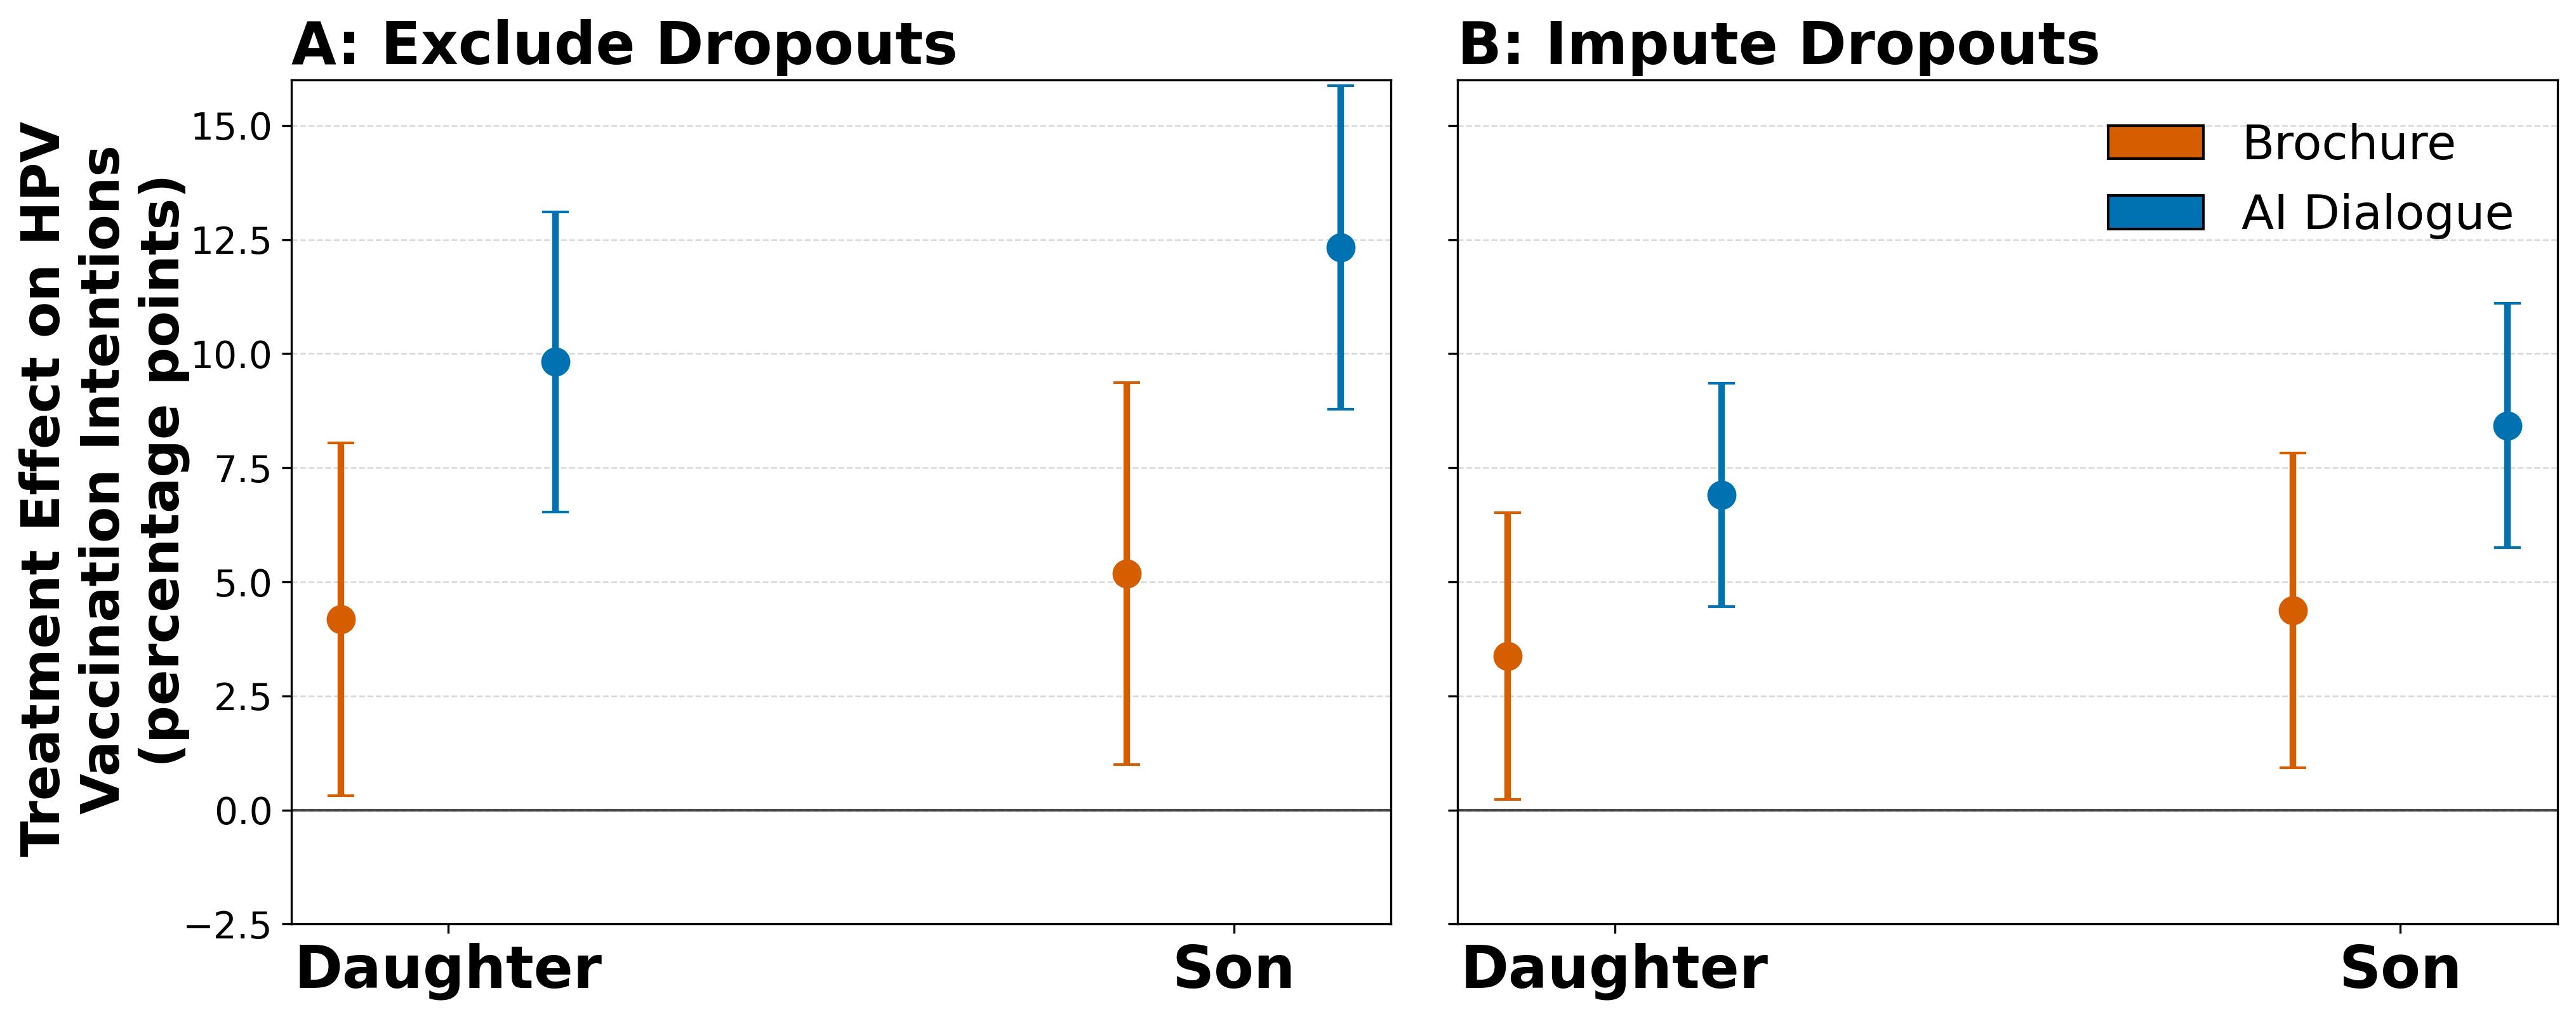 A: Exclude Dropouts
B: Impute Dropouts
Treatment Effect on HPV
Vaccination Intentions
(percentage points)
15.0
12.5
10.0
7.5
5.0
2.5
0.0
−2.5
Brochure
AI Dialogue
Daughter
Son
Daughter
Son